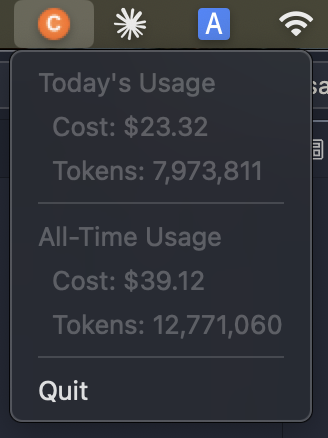 C
A
Today's Usage
Cost: $23.32
Tokens: 7,973,811
All-Time Usage
Cost: $39.12
Tokens: 12,771,060
Quit